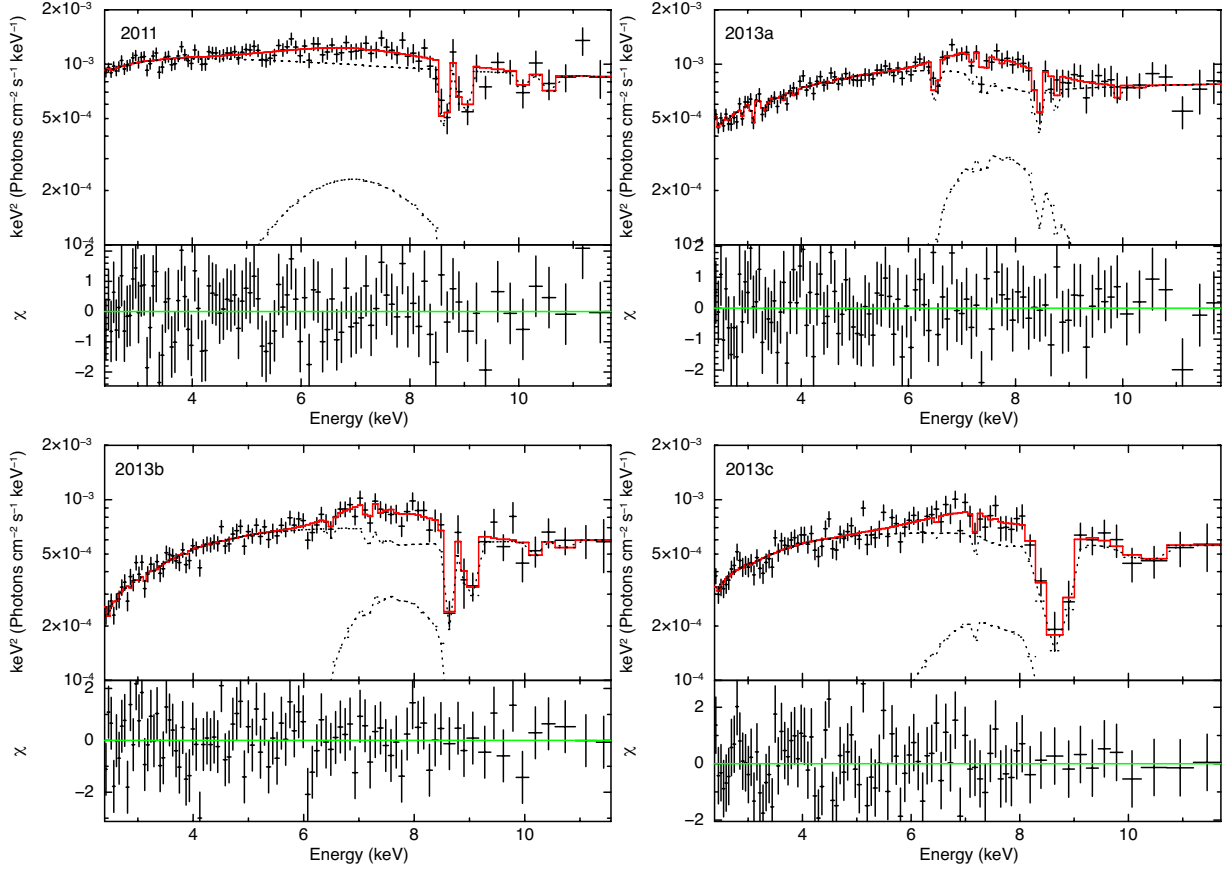 2011
keV² (Photons cm⁻² s⁻¹ keV⁻¹)
2×10⁻³
10⁻³
5×10⁻⁴
2×10⁻⁴
10⁻⁴
χ
2
1
0
−1
−2
4 6 8 10
Energy (keV)
2013a
keV² (Photons cm⁻² s⁻¹ keV⁻¹)
2×10⁻³
10⁻³
5×10⁻⁴
2×10⁻⁴
10⁻⁴
χ
2
1
0
−1
−2
4 6 8 10
Energy (keV)
2013b
keV² (Photons cm⁻² s⁻¹ keV⁻¹)
2×10⁻³
10⁻³
5×10⁻⁴
2×10⁻⁴
10⁻⁴
χ
2
0
−2
4 6 8 10
Energy (keV)
2013c
keV² (Photons cm⁻² s⁻¹ keV⁻¹)
2×10⁻³
10⁻³
5×10⁻⁴
2×10⁻⁴
10⁻⁴
χ
2
0
−2
4 6 8 10
Energy (keV)